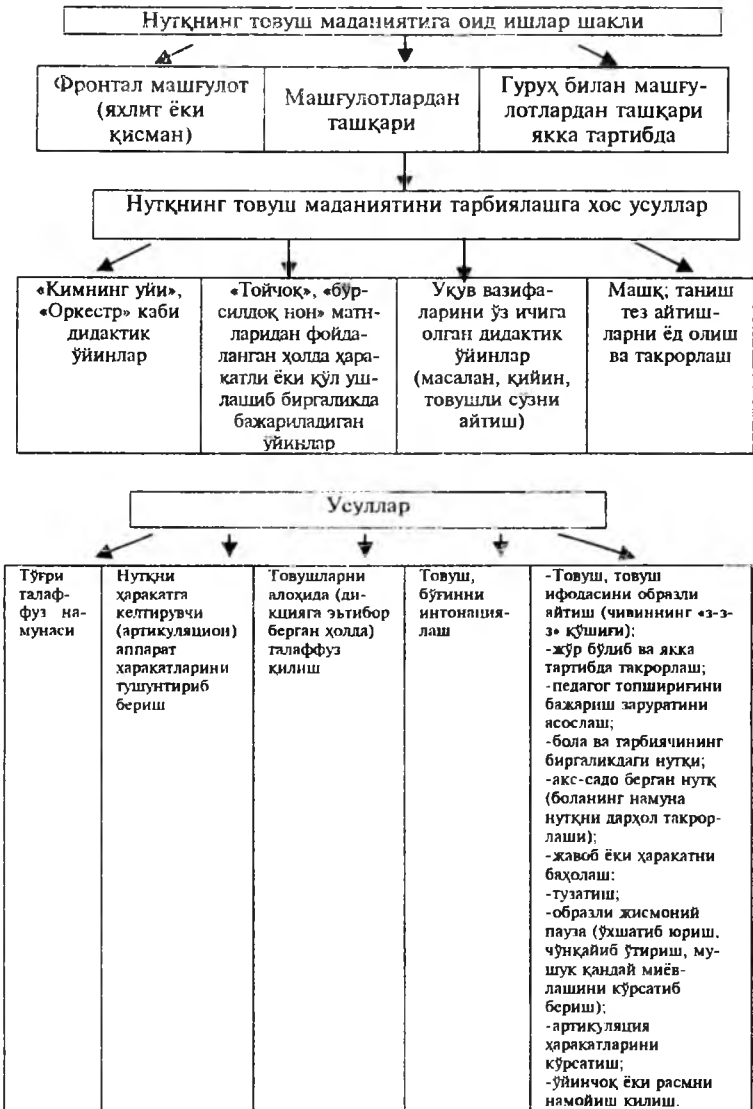 Нутқнинг товуш маданиятига оид ишлар шакли
Фронтал машғулот
(яхлит ёки
қисман)
Машғулотлардан
ташқари
Гуруҳ билан машғу-
лотлардан ташқари
якка тартибда
Нутқнинг товуш маданиятини тарбиялашга хос усуллар
«Кимнинг уйи»,
«Оркестр» каби
дидактик
ўйинлар
«Тойчоқ», «бўр-
силдоқ нон» матн-
ларидан фойда-
ланган ҳолда ҳара-
катли ёки қўл уш-
лашиб биргаликда
бажариладиган
ўйинлар
Уқув вазифа-
ларини ўз ичига
олган дидактик
ўйинлар
(масалан, қийин,
товушли сузни
айтиш)
Машқ; таниш
тез айтиш-
ларни ёд олиш
ва такрорлаш
Усуллар
Тўғри
талаф-
фуз на-
мунаси
Нутқни
ҳаракатга
келтирувчи
(артикуляцион)
аппарат
ҳаракатларини
тушунтириб
бериш
Товушларни
алоҳида (ди-
кцияга эътибор
берган ҳолда)
талаффуз
қилиш
Товуш,
бўғинни
интонация-
лаш
-Товуш, товуш
ифодасини образли
айтиш (чивиннинг «з-з-
з» қўшиғи);
-жўр бўлиб ва якка
тартибда такрорлаш;
-педагог топшириғини
бажариш заруратини
асослаш;
-бола ва тарбиячининг
биргаликдаги нутқи;
-акс-садо берган нутқ
(боланинг намуна
нутқни дарҳол такрор-
лаши);
-жавоб ёки ҳаракатни
баҳолаш:
-тузатиш;
-образли жисмоний
пауза (ўхшатиб юриш,
чўнқайиб ўтириш, му-
шук қандай миёв-
лашини кўрсатиб
бериш);
-артикуляция
ҳаракатларини
кўрсатиш;
-ўйинчоқ ёки расмни
намойиш қилиш.